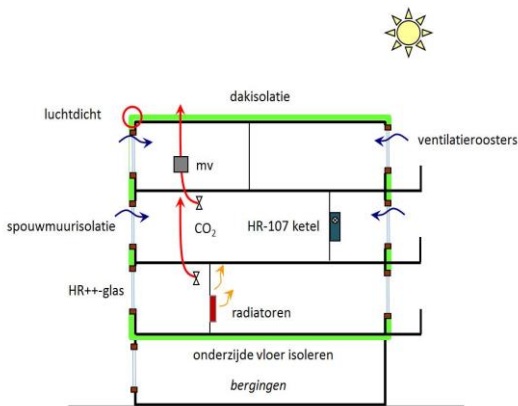 dakisolatie
luchtdicht
ventilatieroosters
mv
spouwmuurisolatie
CO₂
HR-107 ketel
HR++-glas
radiatoren
onderzijde vloer isoleren
bergingen